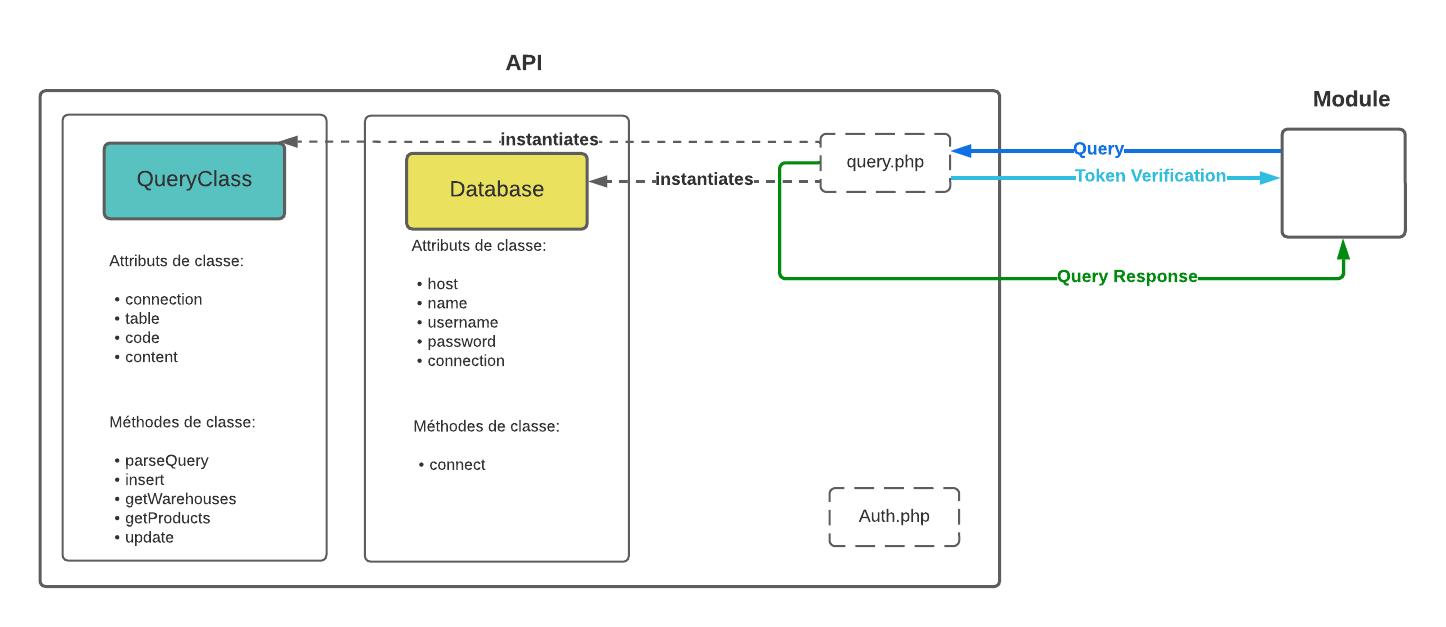 API
Module
instantiates
query.php
Query
Token Verification
QueryClass
Database
instantiates
Attributs de classe:
• connection
• table
• code
• content
Méthodes de classe:
• parseQuery
• insert
• getWarehouses
• getProducts
• update
Attributs de classe:
• host
• name
• username
• password
• connection
Méthodes de classe:
• connect
Query Response
Auth.php